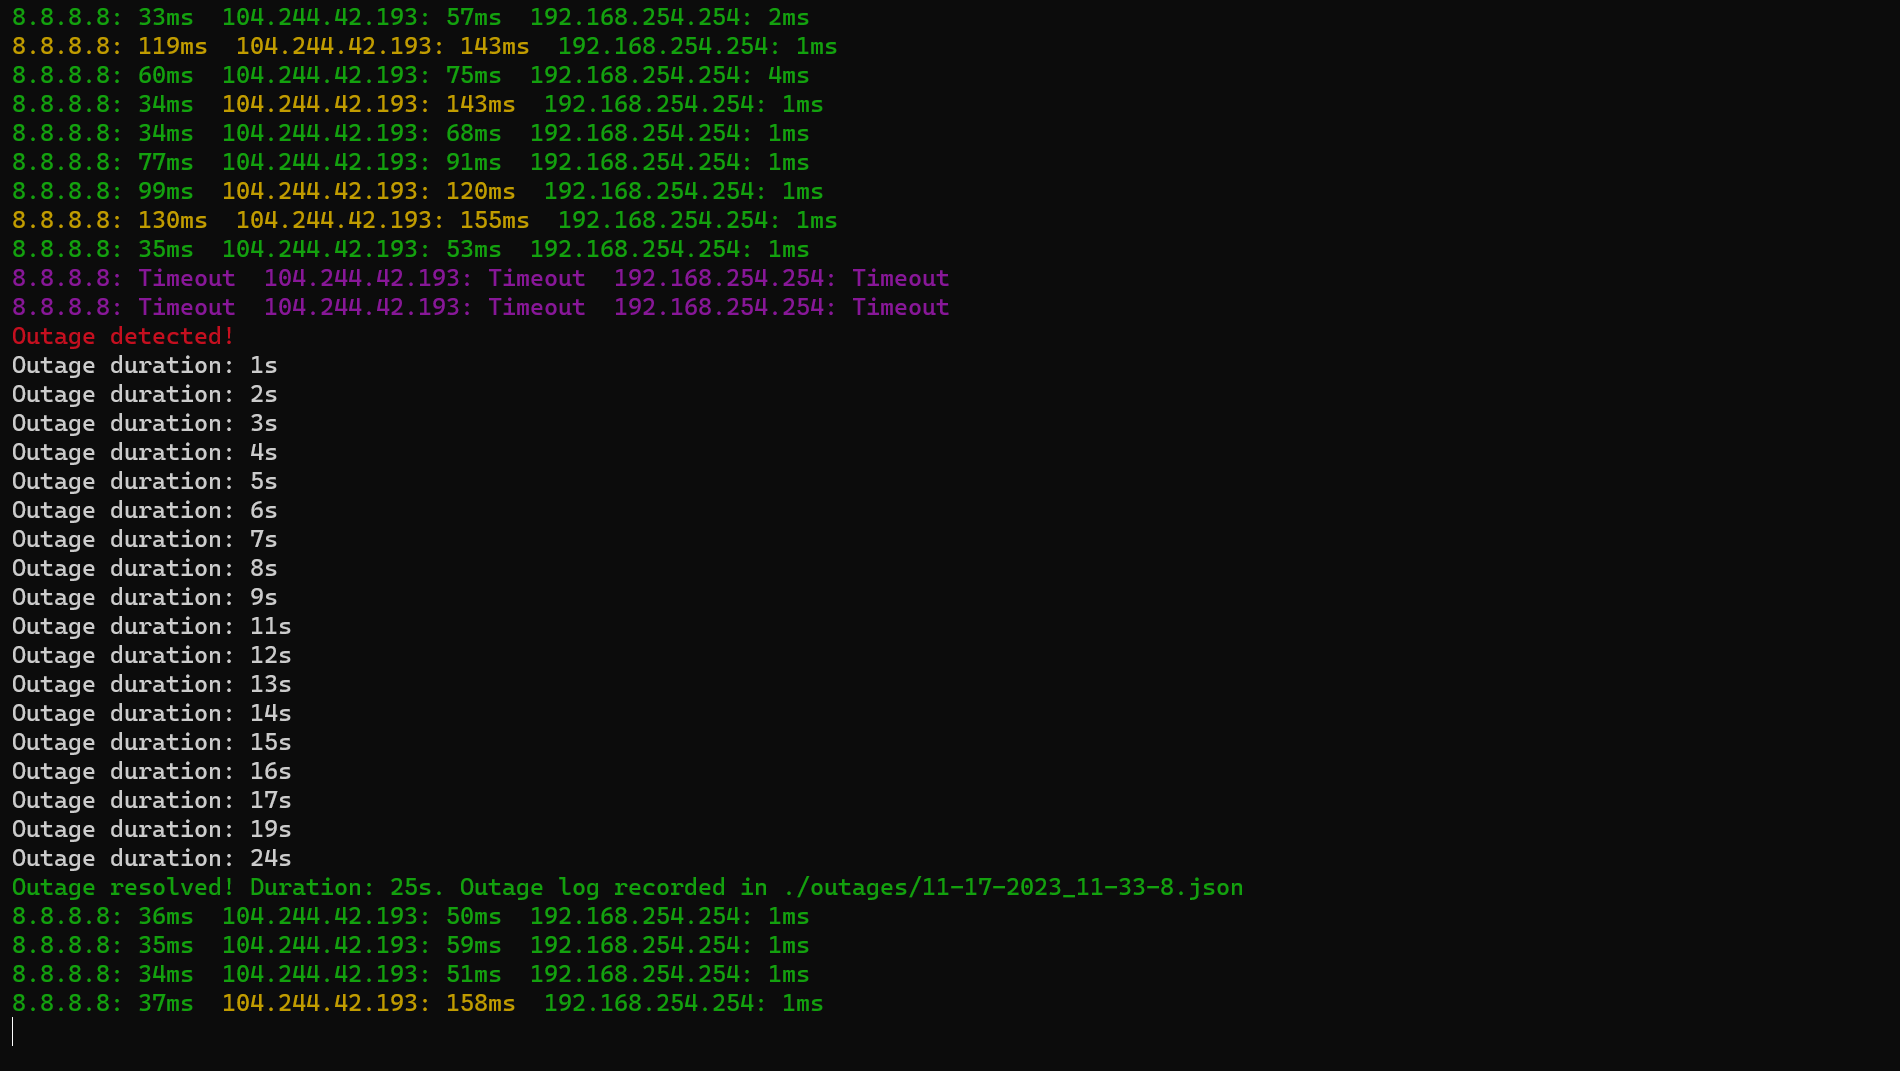 8.8.8.8: 33ms  104.244.42.193: 57ms  192.168.254.254: 2ms
8.8.8.8: 119ms  104.244.42.193: 143ms  192.168.254.254: 1ms
8.8.8.8: 60ms  104.244.42.193: 75ms  192.168.254.254: 4ms
8.8.8.8: 34ms  104.244.42.193: 143ms  192.168.254.254: 1ms
8.8.8.8: 34ms  104.244.42.193: 68ms  192.168.254.254: 1ms
8.8.8.8: 77ms  104.244.42.193: 91ms  192.168.254.254: 1ms
8.8.8.8: 99ms  104.244.42.193: 120ms  192.168.254.254: 1ms
8.8.8.8: 130ms  104.244.42.193: 155ms  192.168.254.254: 1ms
8.8.8.8: 35ms  104.244.42.193: 53ms  192.168.254.254: 1ms
8.8.8.8: Timeout  104.244.42.193: Timeout  192.168.254.254: Timeout
8.8.8.8: Timeout  104.244.42.193: Timeout  192.168.254.254: Timeout
Outage detected!
Outage duration: 1s
Outage duration: 2s
Outage duration: 3s
Outage duration: 4s
Outage duration: 5s
Outage duration: 6s
Outage duration: 7s
Outage duration: 8s
Outage duration: 9s
Outage duration: 11s
Outage duration: 12s
Outage duration: 13s
Outage duration: 14s
Outage duration: 15s
Outage duration: 16s
Outage duration: 17s
Outage duration: 19s
Outage duration: 24s
Outage resolved! Duration: 25s. Outage log recorded in ./outages/11-17-2023_11-33-8.json
8.8.8.8: 36ms  104.244.42.193: 50ms  192.168.254.254: 1ms
8.8.8.8: 35ms  104.244.42.193: 59ms  192.168.254.254: 1ms
8.8.8.8: 34ms  104.244.42.193: 51ms  192.168.254.254: 1ms
8.8.8.8: 37ms  104.244.42.193: 158ms  192.168.254.254: 1ms